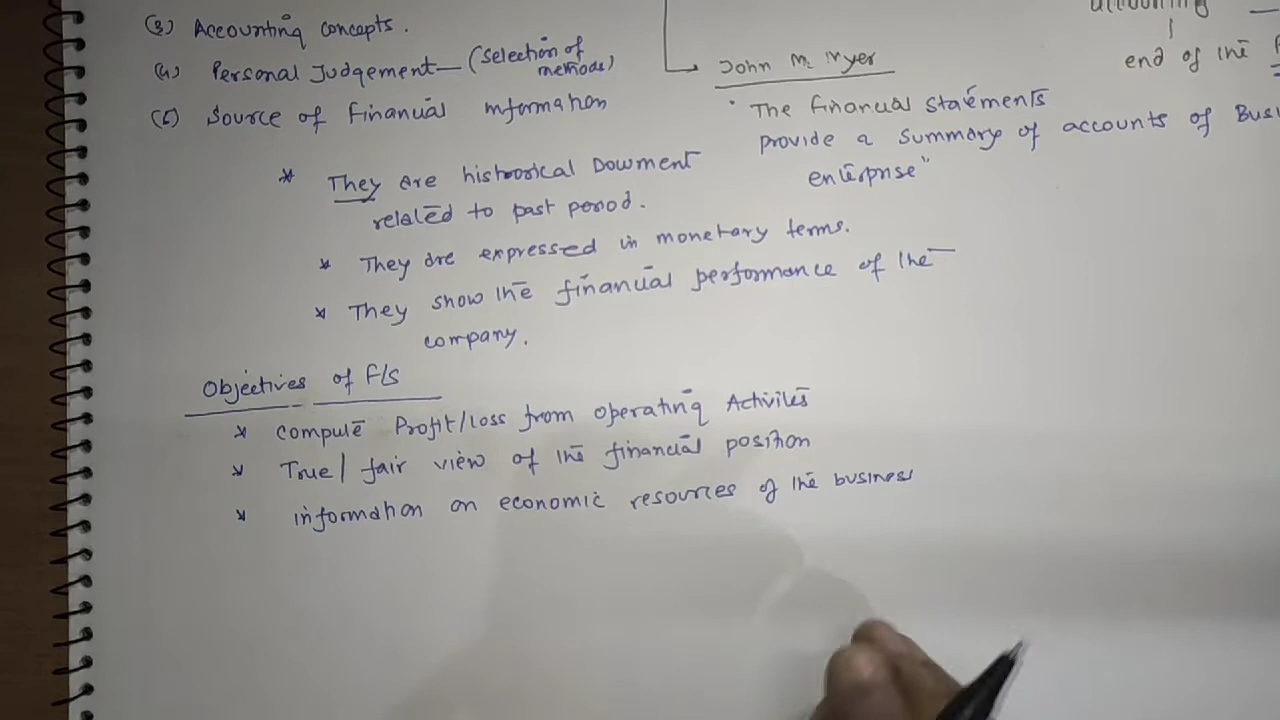 (3) Accounting concepts.
(4) Personal Judgement — (Selection of methods)
(5) Source of Financial information
* They are historical Document
related to past period.
* They are expressed in monetary terms.
* They show the financial performance of the
company.
Objectives of F/S
* compute Profit/Loss from operating Activities
* True/fair view of the financial position
* information on economic resources of the business
John M. Myer
"The financial statements
provide a summary of accounts of Busi
enterprise"
accounting —
end of the